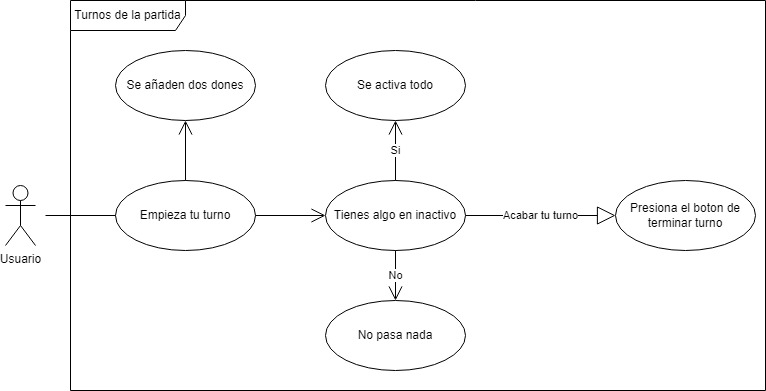 Turnos de la partida
Se añaden dos dones
Se activa todo
Si
Empieza tu turno
Tienes algo en inactivo
Acabar tu turno
Presiona el boton de
terminar turno
Usuario
No
No pasa nada